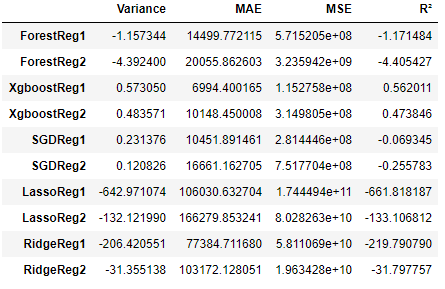 Variance MAE MSE R²
ForestReg1 -1.157344 14499.772115 5.715205e+08 -1.171484
ForestReg2 -4.392400 20055.862603 3.235942e+09 -4.405427
XgboostReg1 0.573050 6994.400165 1.152758e+08 0.562011
XgboostReg2 0.483571 10148.450008 3.149805e+08 0.473846
SGDReg1 0.231376 10451.891461 2.814446e+08 -0.069345
SGDReg2 0.120826 16661.162705 7.517704e+08 -0.255783
LassoReg1 -642.971074 106030.632704 1.744494e+11 -661.818187
LassoReg2 -132.121990 166279.853241 8.028263e+10 -133.106812
RidgeReg1 -206.420551 77384.711680 5.811069e+10 -219.790790
RidgeReg2 -31.355138 103172.128051 1.963428e+10 -31.797757